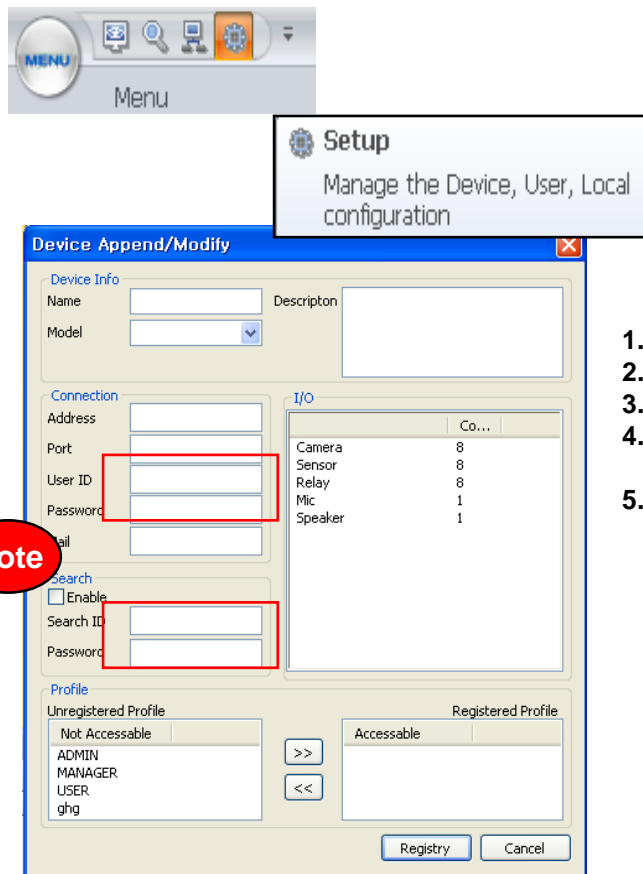 MENU
Menu
Setup
Manage the Device, User, Local
configuration
Device Append/Modify
Device Info
Name
Descripton
Model
Connection
Address
Port
User ID
Password
ail
ote
Search
Enable
Search ID
Password
I/O
Co...
Camera 8
Sensor 8
Relay 8
Mic 1
Speaker 1
1.
2.
3.
4.
5.
Profile
Unregistered Profile
Registered Profile
Not Accessable
Accessable
ADMIN
MANAGER
USER
ghg
>>
<<
Registry
Cancel